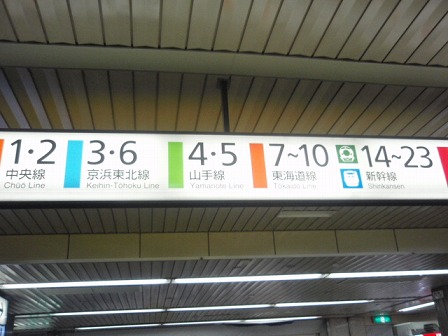 1・2 3・6 4・5 7~10 14~23
中央線 京浜東北線 山手線 東海道線 新幹線
Chūō Line Keihin-Tōhoku Line Yamanote Line Tōkaidō Line Shinkansen